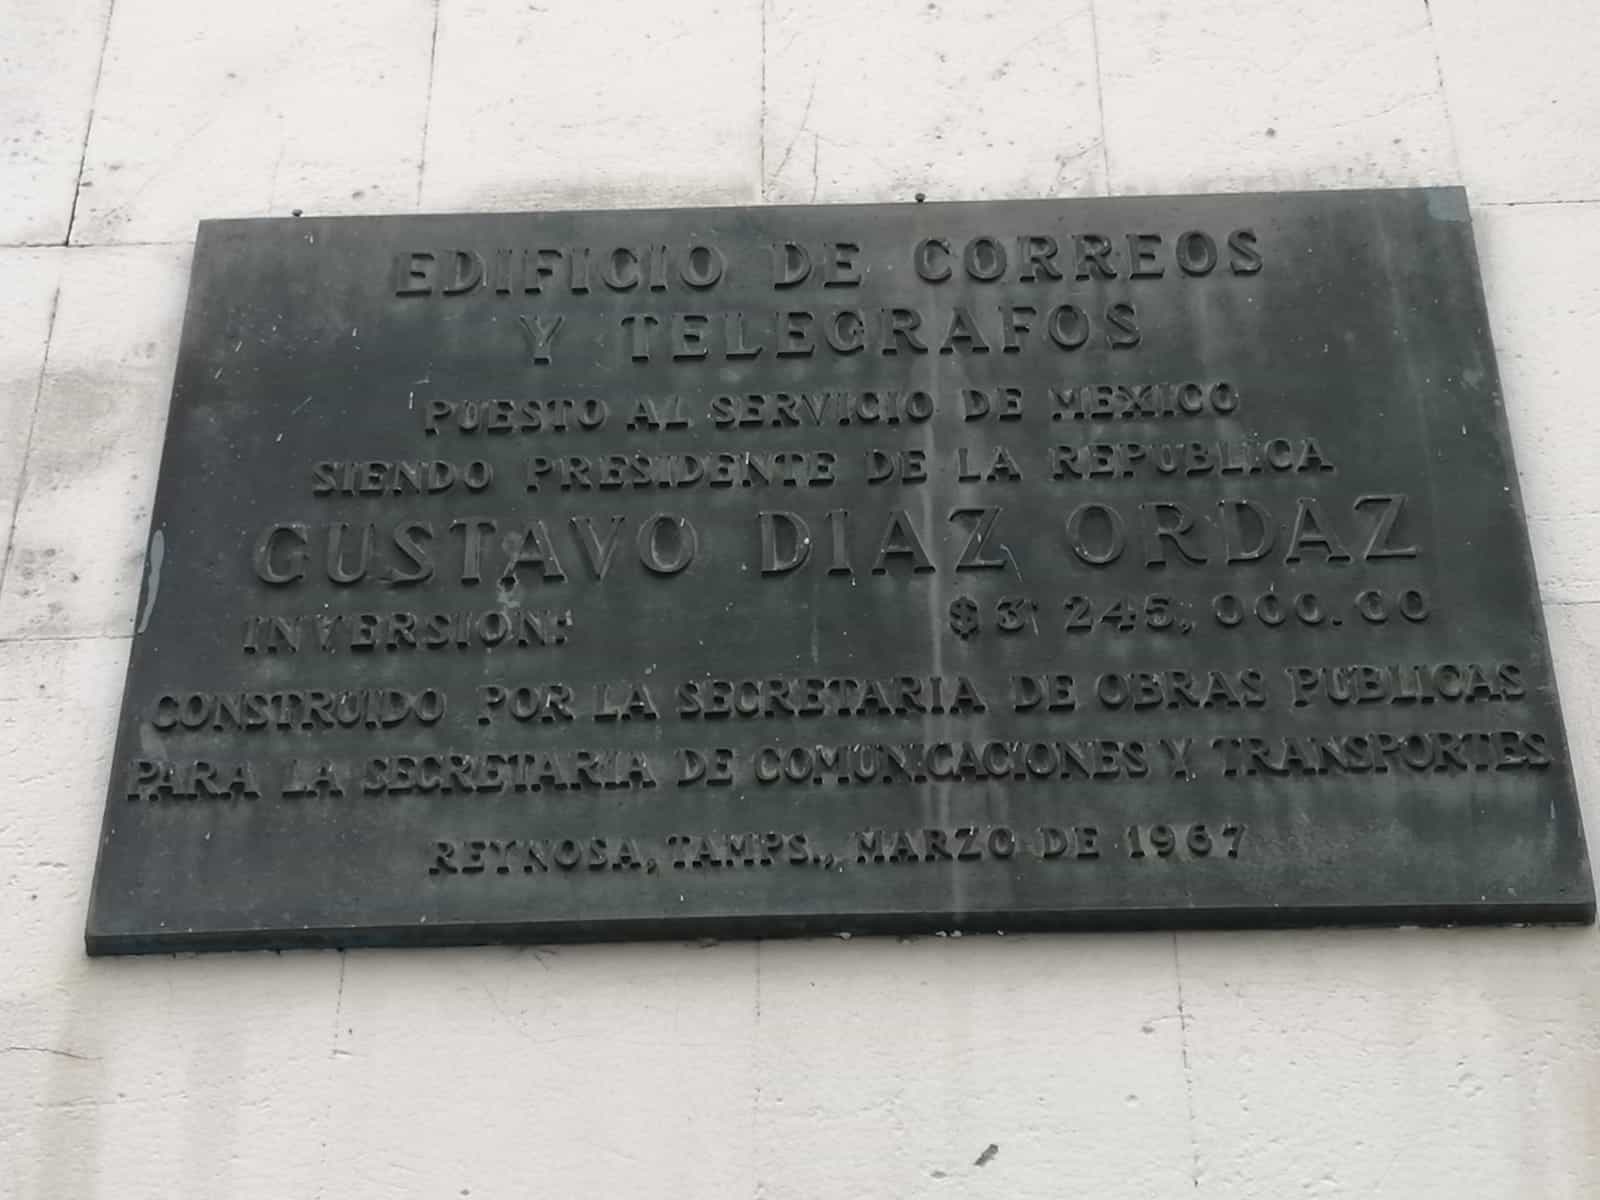 EDIFICIO DE CORREOS
Y TELEGRAFOS
PUESTO AL SERVICIO DE MEXICO
SIENDO PRESIDENTE DE LA REPUBLICA
GUSTAVO DIAZ ORDAZ
INVERSION: $ 3' 245, 000.00
CONSTRUIDO POR LA SECRETARIA DE OBRAS PUBLICAS
PARA LA SECRETARIA DE COMUNICACIONES Y TRANSPORTES
REYNOSA, TAMPS., MARZO DE 1967